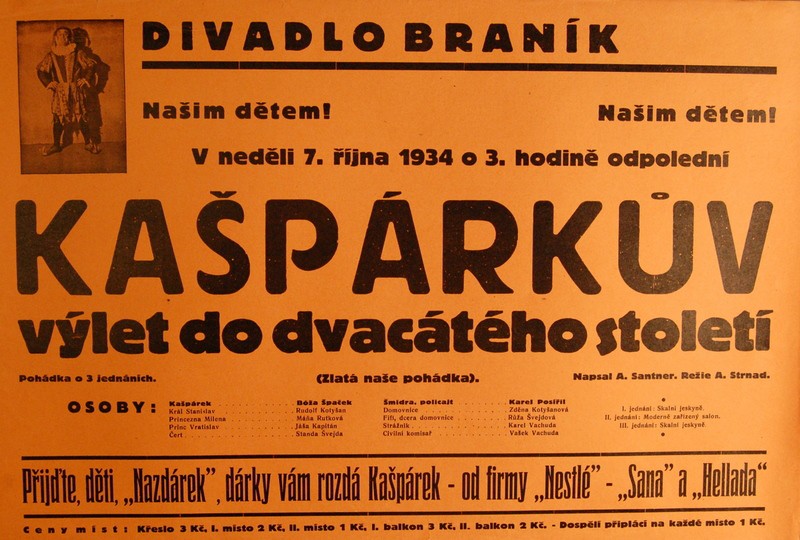 DIVADLO BRANÍK
Našim dětem! Našim dětem!
V neděli 7. října 1934 o 3. hodině odpolední
KAŠPÁRKŮV
výlet do dvacátého století
Pohádka o 3 jednáních. (Zlatá naše pohádka). Napsal A. Santner. Režie A. Strnad.
OSOBY:
Kašpárek . . . . Bóža Špaček
Král Stanislav . . . . Rudolf Kotyšan
Princezna Milena . . . . Máňa Rutková
Princ Vratislav . . . . Jáša Kapitán
Čert . . . . Standa Švejda
Šmidra, policajt . . . . Karel Posířil
Domovnice . . . . Zdena Kotyšanová
Fifi, dcera domovnice . . . . Růža Švejdová
Strážník . . . . Karel Vachuda
Civilní komisař . . . . Vašek Vachuda
I. jednání: Skalní jeskyně.
II. jednání: Moderně zařízený salon.
III. jednání: Skalní jeskyně
Přijďte, děti, „Nazdárek", dárky vám rozdá Kašpárek - od firmy „Nestlé" - „Sana" a „Hellada"
Ceny míst: Křeslo 3 Kč, I. místo 2 Kč, II. místo 1 Kč, I. balkon 3 Kč, II. balkon 2 Kč. - Dospělí připlácí na každé místo 1 Kč.